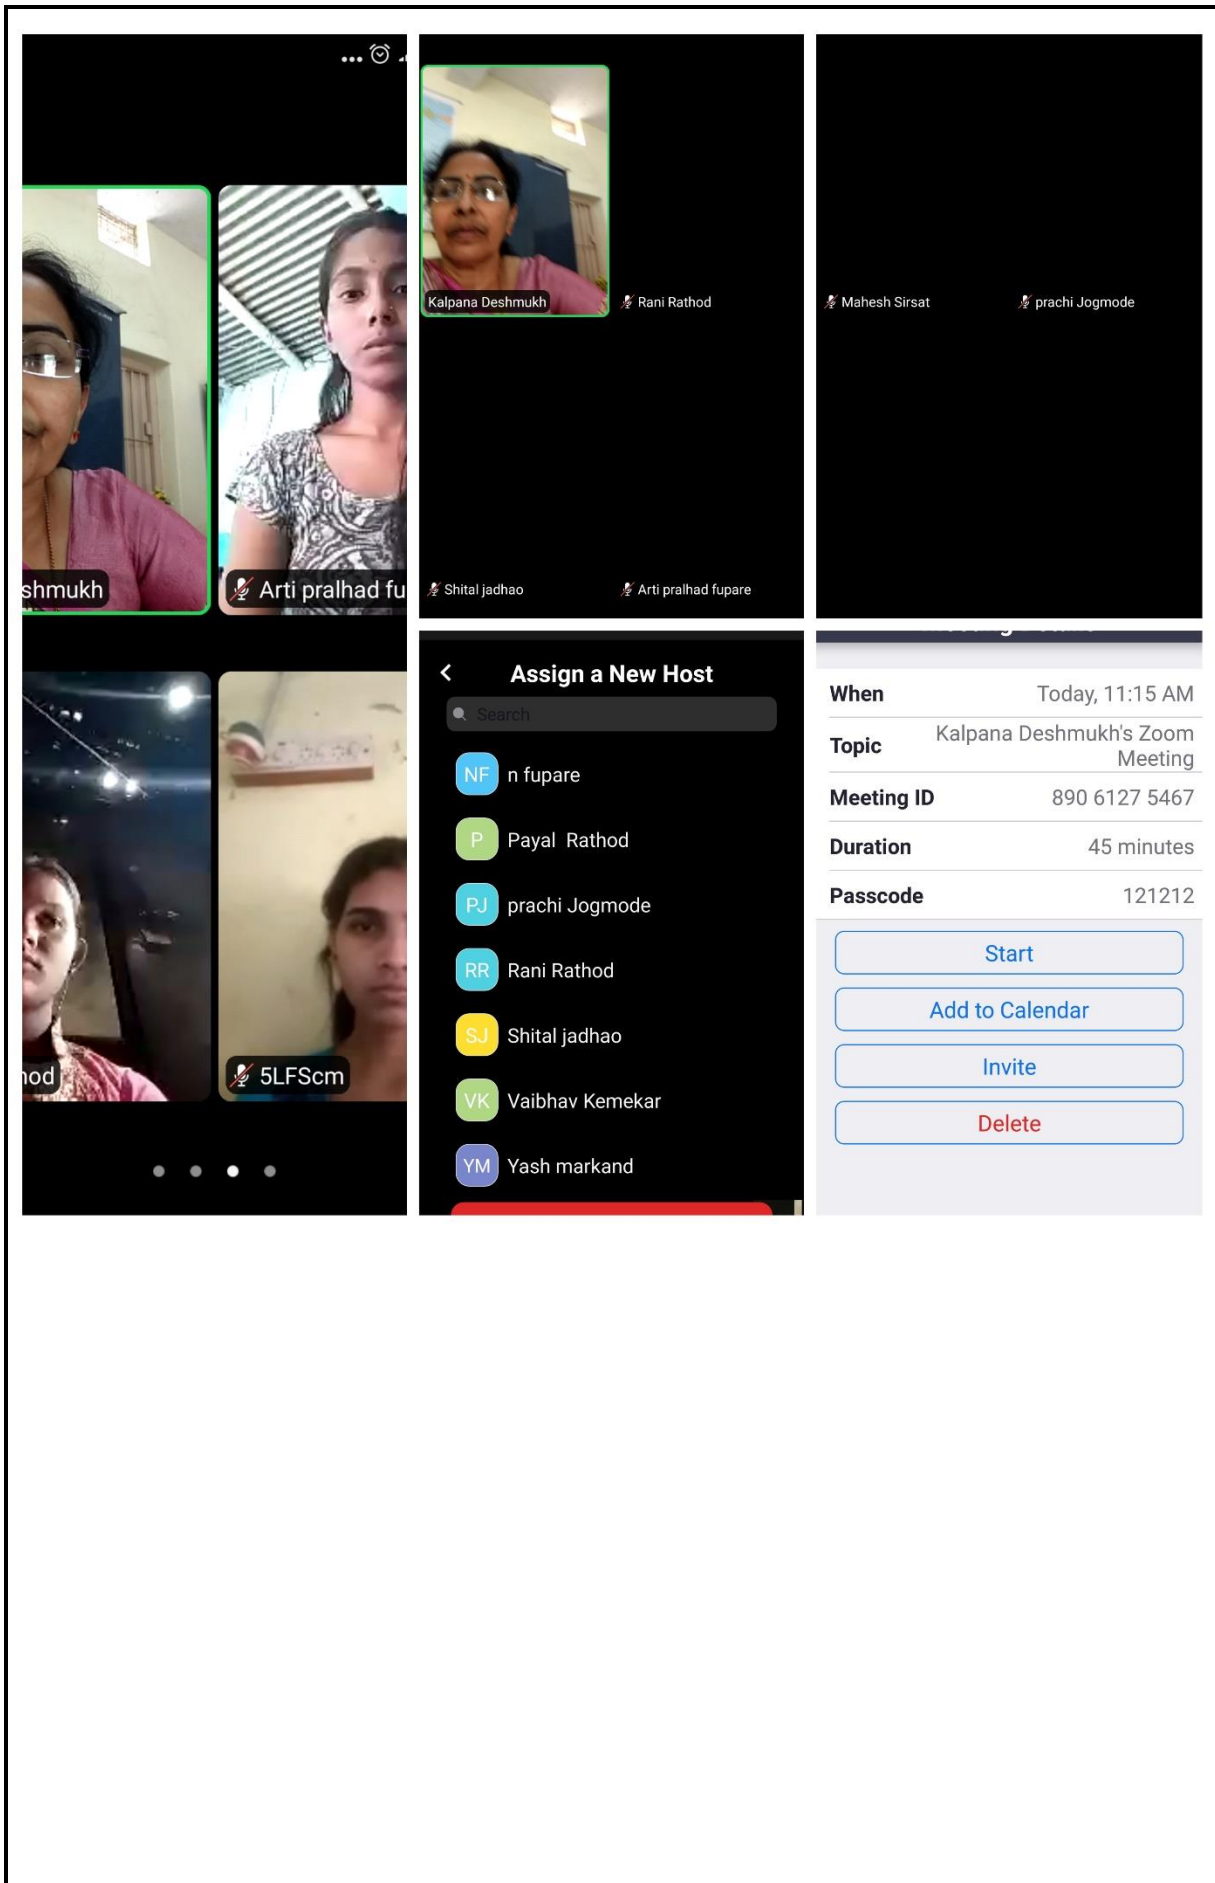 shmukh
Arti pralhad fu
nod
5LFScm
Kalpana Deshmukh
Rani Rathod
Shital jadhao
Arti pralhad fupare
Mahesh Sirsat
prachi Jogmode
Assign a New Host
Search
NF n fupare
P Payal Rathod
PJ prachi Jogmode
RR Rani Rathod
SJ Shital jadhao
VK Vaibhav Kemekar
YM Yash markand
When Today, 11:15 AM
Topic Kalpana Deshmukh's Zoom
Meeting
Meeting ID 890 6127 5467
Duration 45 minutes
Passcode 121212
Start
Add to Calendar
Invite
Delete